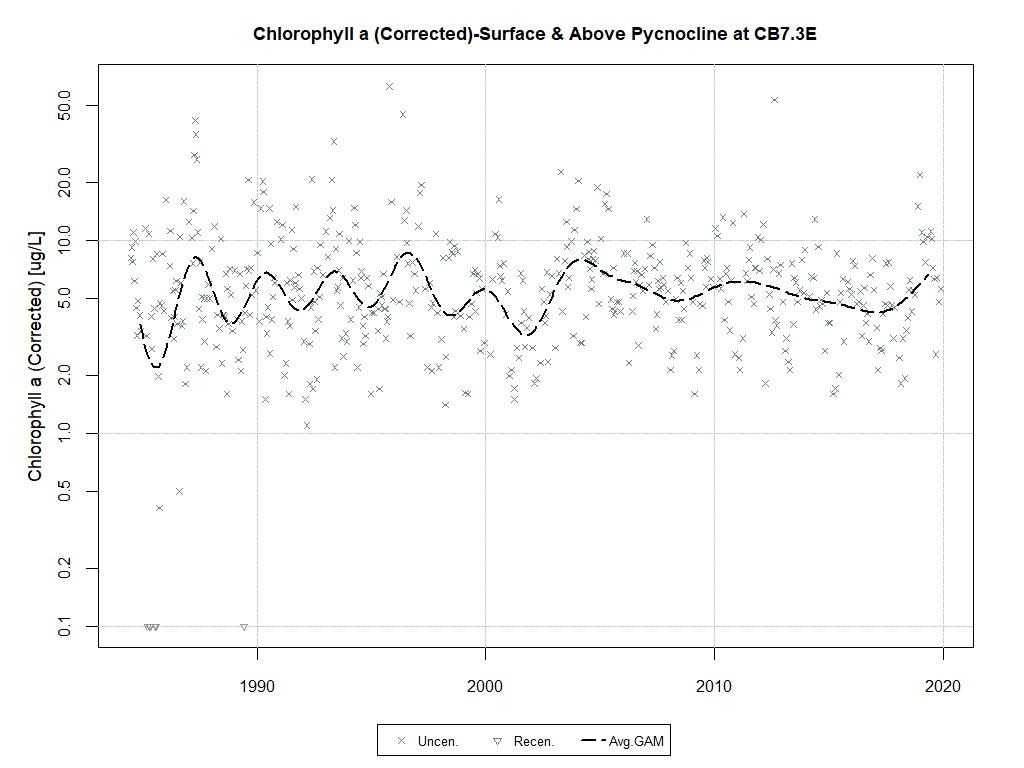 Chlorophyll a (Corrected)-Surface & Above Pycnocline at CB7.3E
Chlorophyll a (Corrected) [ug/L]
50.0
20.0
10.0
5.0
2.0
1.0
0.5
0.2
0.1
1990 2000 2010 2020
Uncen. Recen. Avg.GAM